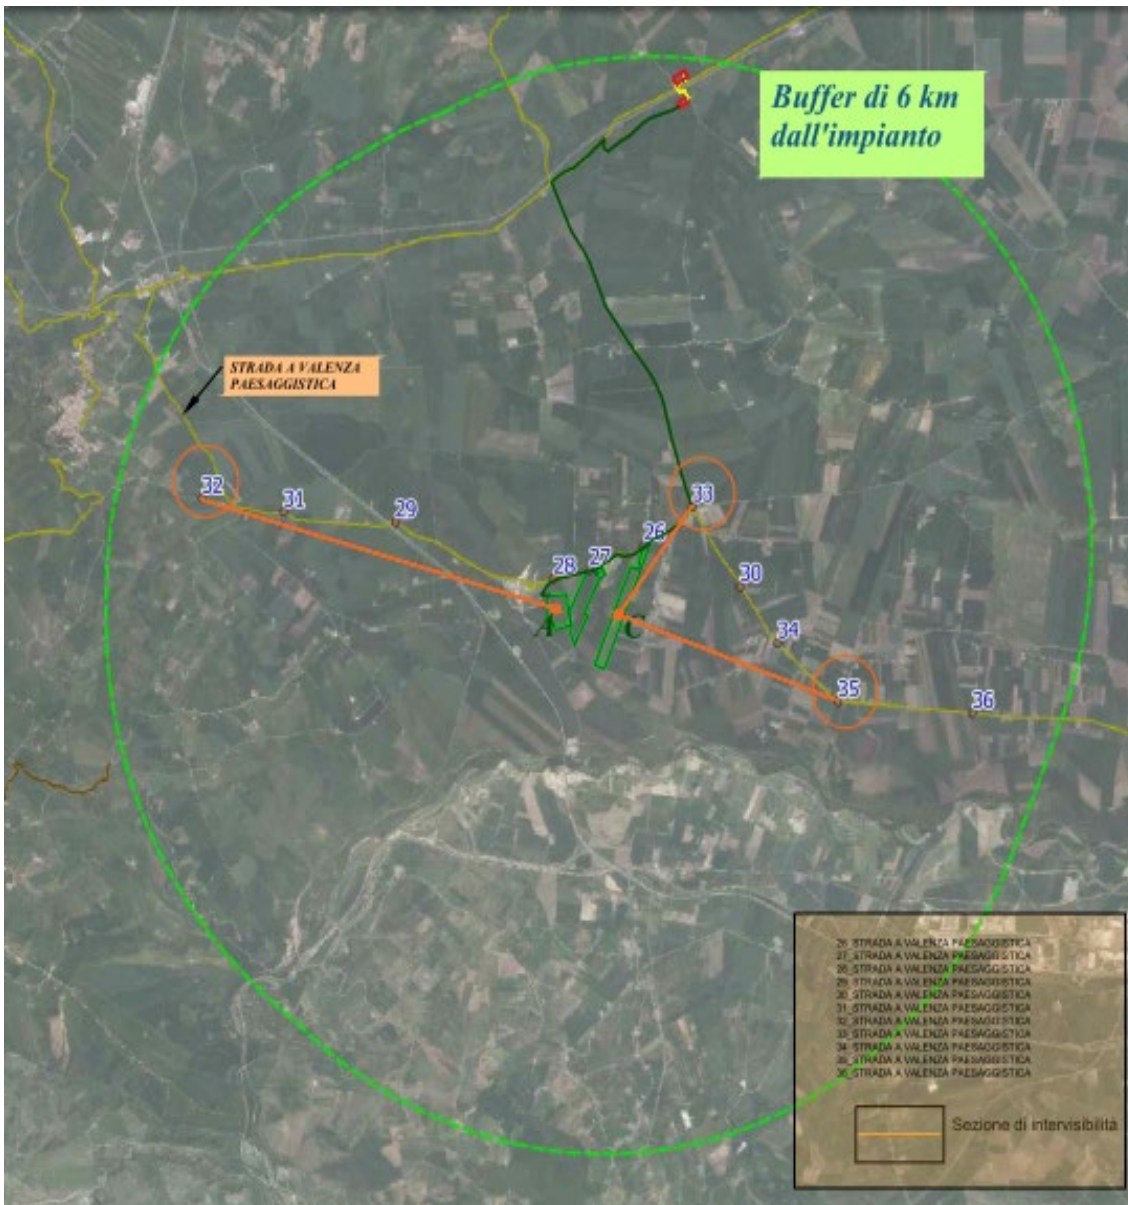 Buffer di 6 km
dall'impianto
STRADA A VALENZA
PAESAGGISTICA
32
31
29
33
26
28
27
30
A
C
34
35
36
26_STRADA A VALENZA PAESAGGISTICA
27_STRADA A VALENZA PAESAGGISTICA
28_STRADA A VALENZA PAESAGGISTICA
29_STRADA A VALENZA PAESAGGISTICA
30_STRADA A VALENZA PAESAGGISTICA
31_STRADA A VALENZA PAESAGGISTICA
32_STRADA A VALENZA PAESAGGISTICA
33_STRADA A VALENZA PAESAGGISTICA
34_STRADA A VALENZA PAESAGGISTICA
35_STRADA A VALENZA PAESAGGISTICA
36_STRADA A VALENZA PAESAGGISTICA
Sezione di intervisibilità